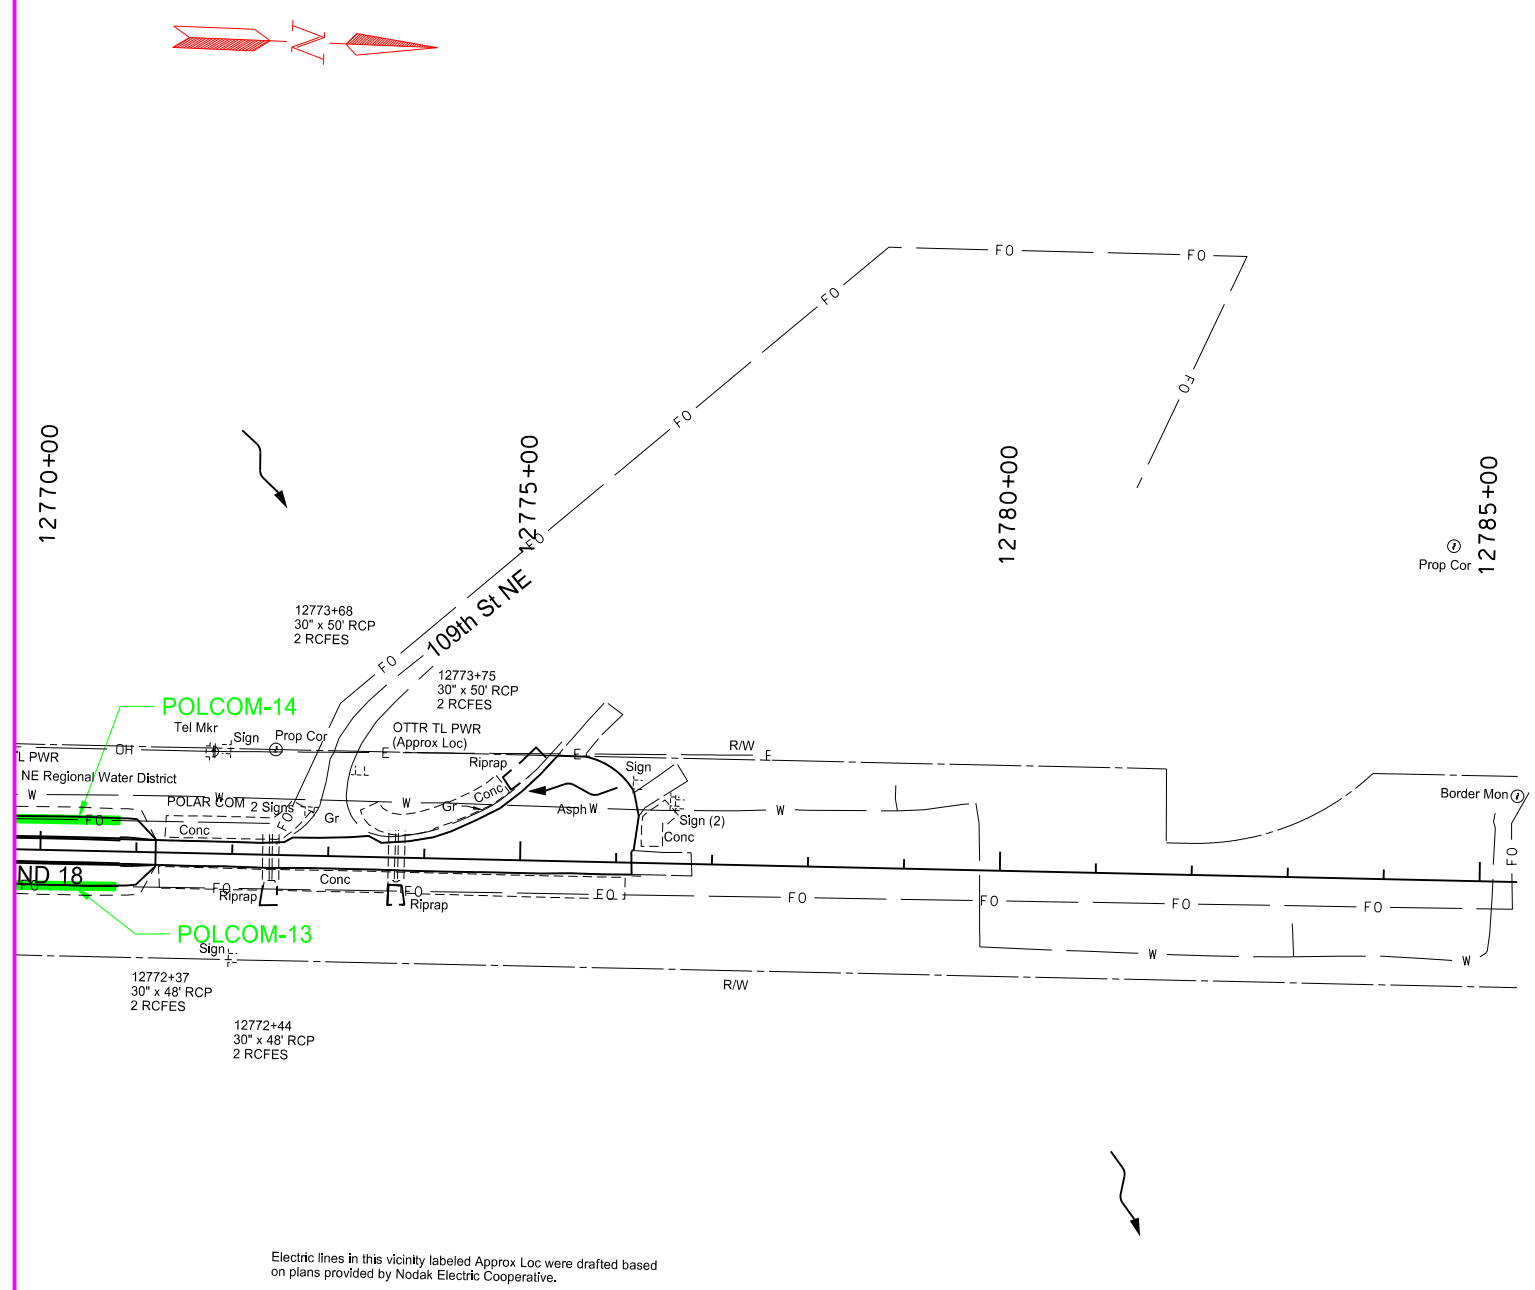 N
FO
FO
FO
FO
FO
12770+00
12775+00
12780+00
12785+00
FO
Prop Cor
109th St NE
12773+68
30" x 50' RCP
2 RCFES
FO
12773+75
30" x 50' RCP
2 RCFES
POLCOM-14
Tel Mkr
Sign
Prop Cor
OTTR TL PWR
(Approx Loc)
OH
E
E
R/W
E
L PWR
Riprap
Sign
NE Regional Water District
W
W
W
W
W
Conc
Border Mon
POLAR COM
2 Signs
Gr
Gr
Asph
Sign (2)
FO
FO
Conc
Conc
FO
ND 18
FO
FO
Conc
FO
FO
FO
FO
FO
FO
Riprap
Riprap
POLCOM-13
Sign
W
W
R/W
12772+37
30" x 48' RCP
2 RCFES
12772+44
30" x 48' RCP
2 RCFES
Electric lines in this vicinity labeled Approx Loc were drafted based
on plans provided by Nodak Electric Cooperative.